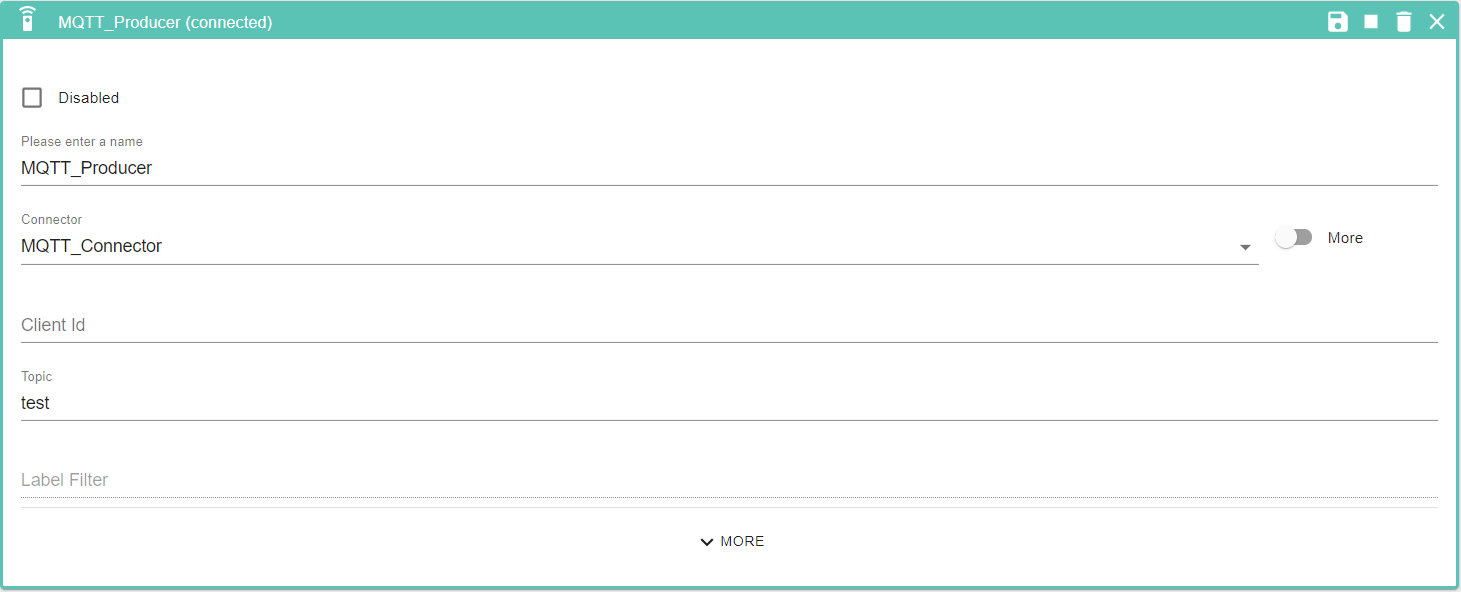 MQTT_Producer (connected)
Disabled
Please enter a name
MQTT_Producer
Connector
MQTT_Connector
More
Client Id
Topic
test
Label Filter
MORE